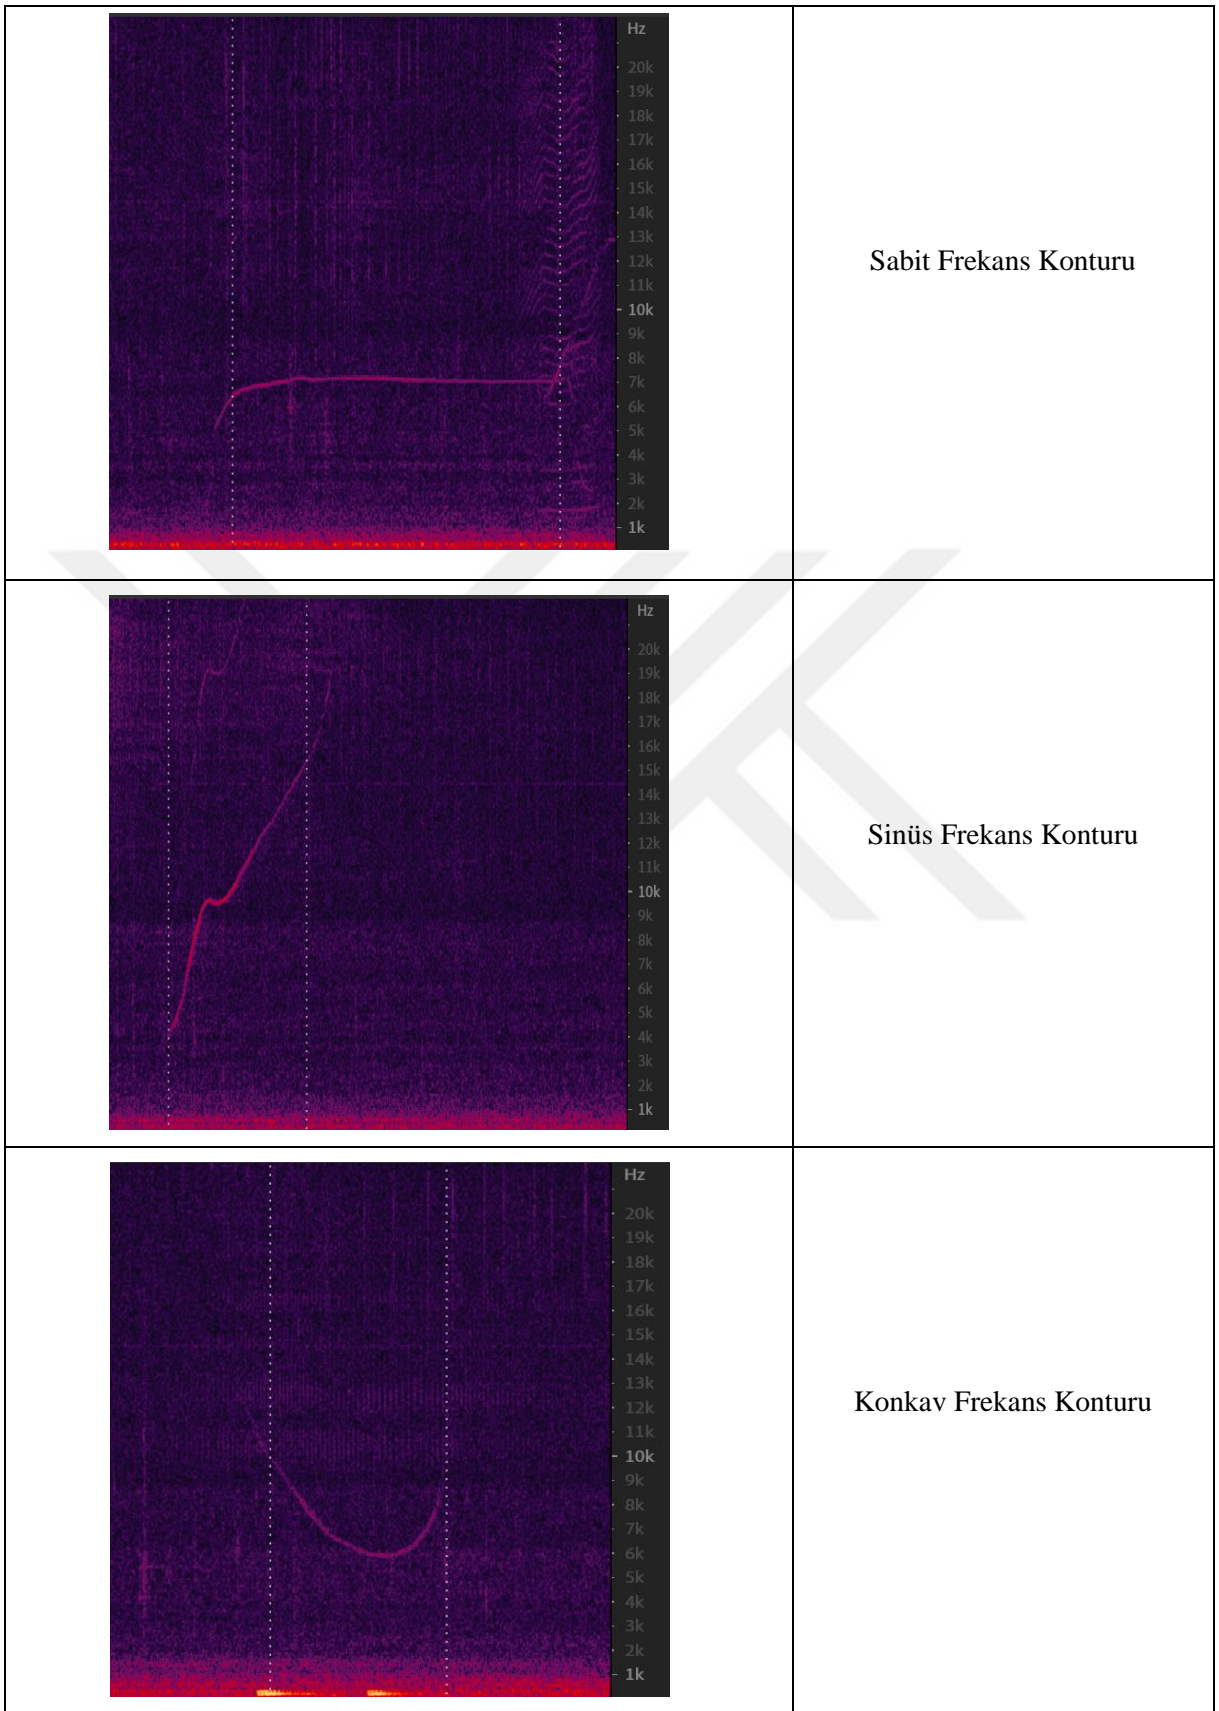 Hz
20k
19k
18k
17k
16k
15k
14k
13k
12k
11k
10k
9k
8k
7k
6k
5k
4k
3k
2k
1k
Sabit Frekans Konturu
Hz
20k
19k
18k
17k
16k
15k
14k
13k
12k
11k
10k
9k
8k
7k
6k
5k
4k
3k
2k
1k
Sinüs Frekans Konturu
Hz
20k
19k
18k
17k
16k
15k
14k
13k
12k
11k
10k
9k
8k
7k
6k
5k
4k
3k
2k
1k
Konkav Frekans Konturu